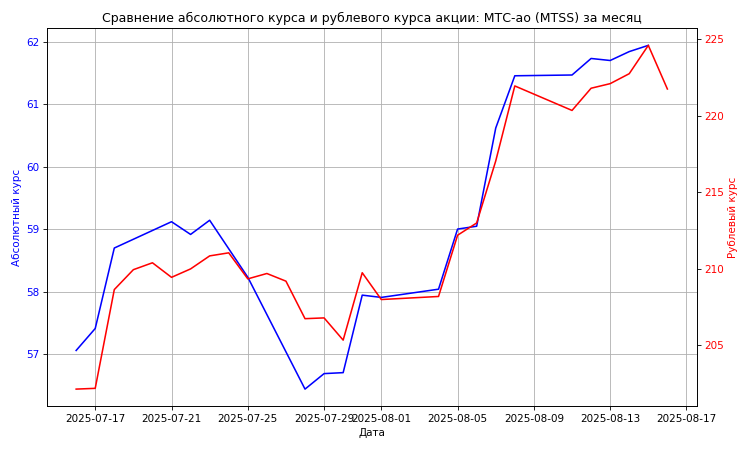 Сравнение абсолютного курса и рублевого курса акции: МТС-ао (MTSS) за месяц
62
61
60
59
58
57
Абсолютный курс
225
220
215
210
205
Рублевый курс
2025-07-17 2025-07-21 2025-07-25 2025-07-29 2025-08-01 2025-08-05 2025-08-09 2025-08-13 2025-08-17
Дата